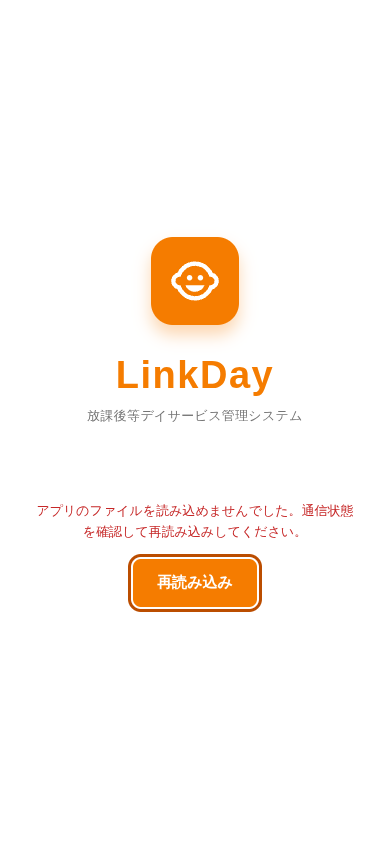 LinkDay
放課後等デイサービス管理システム
アプリのファイルを読み込めませんでした。通信状態
を確認して再読み込みしてください。
再読み込み